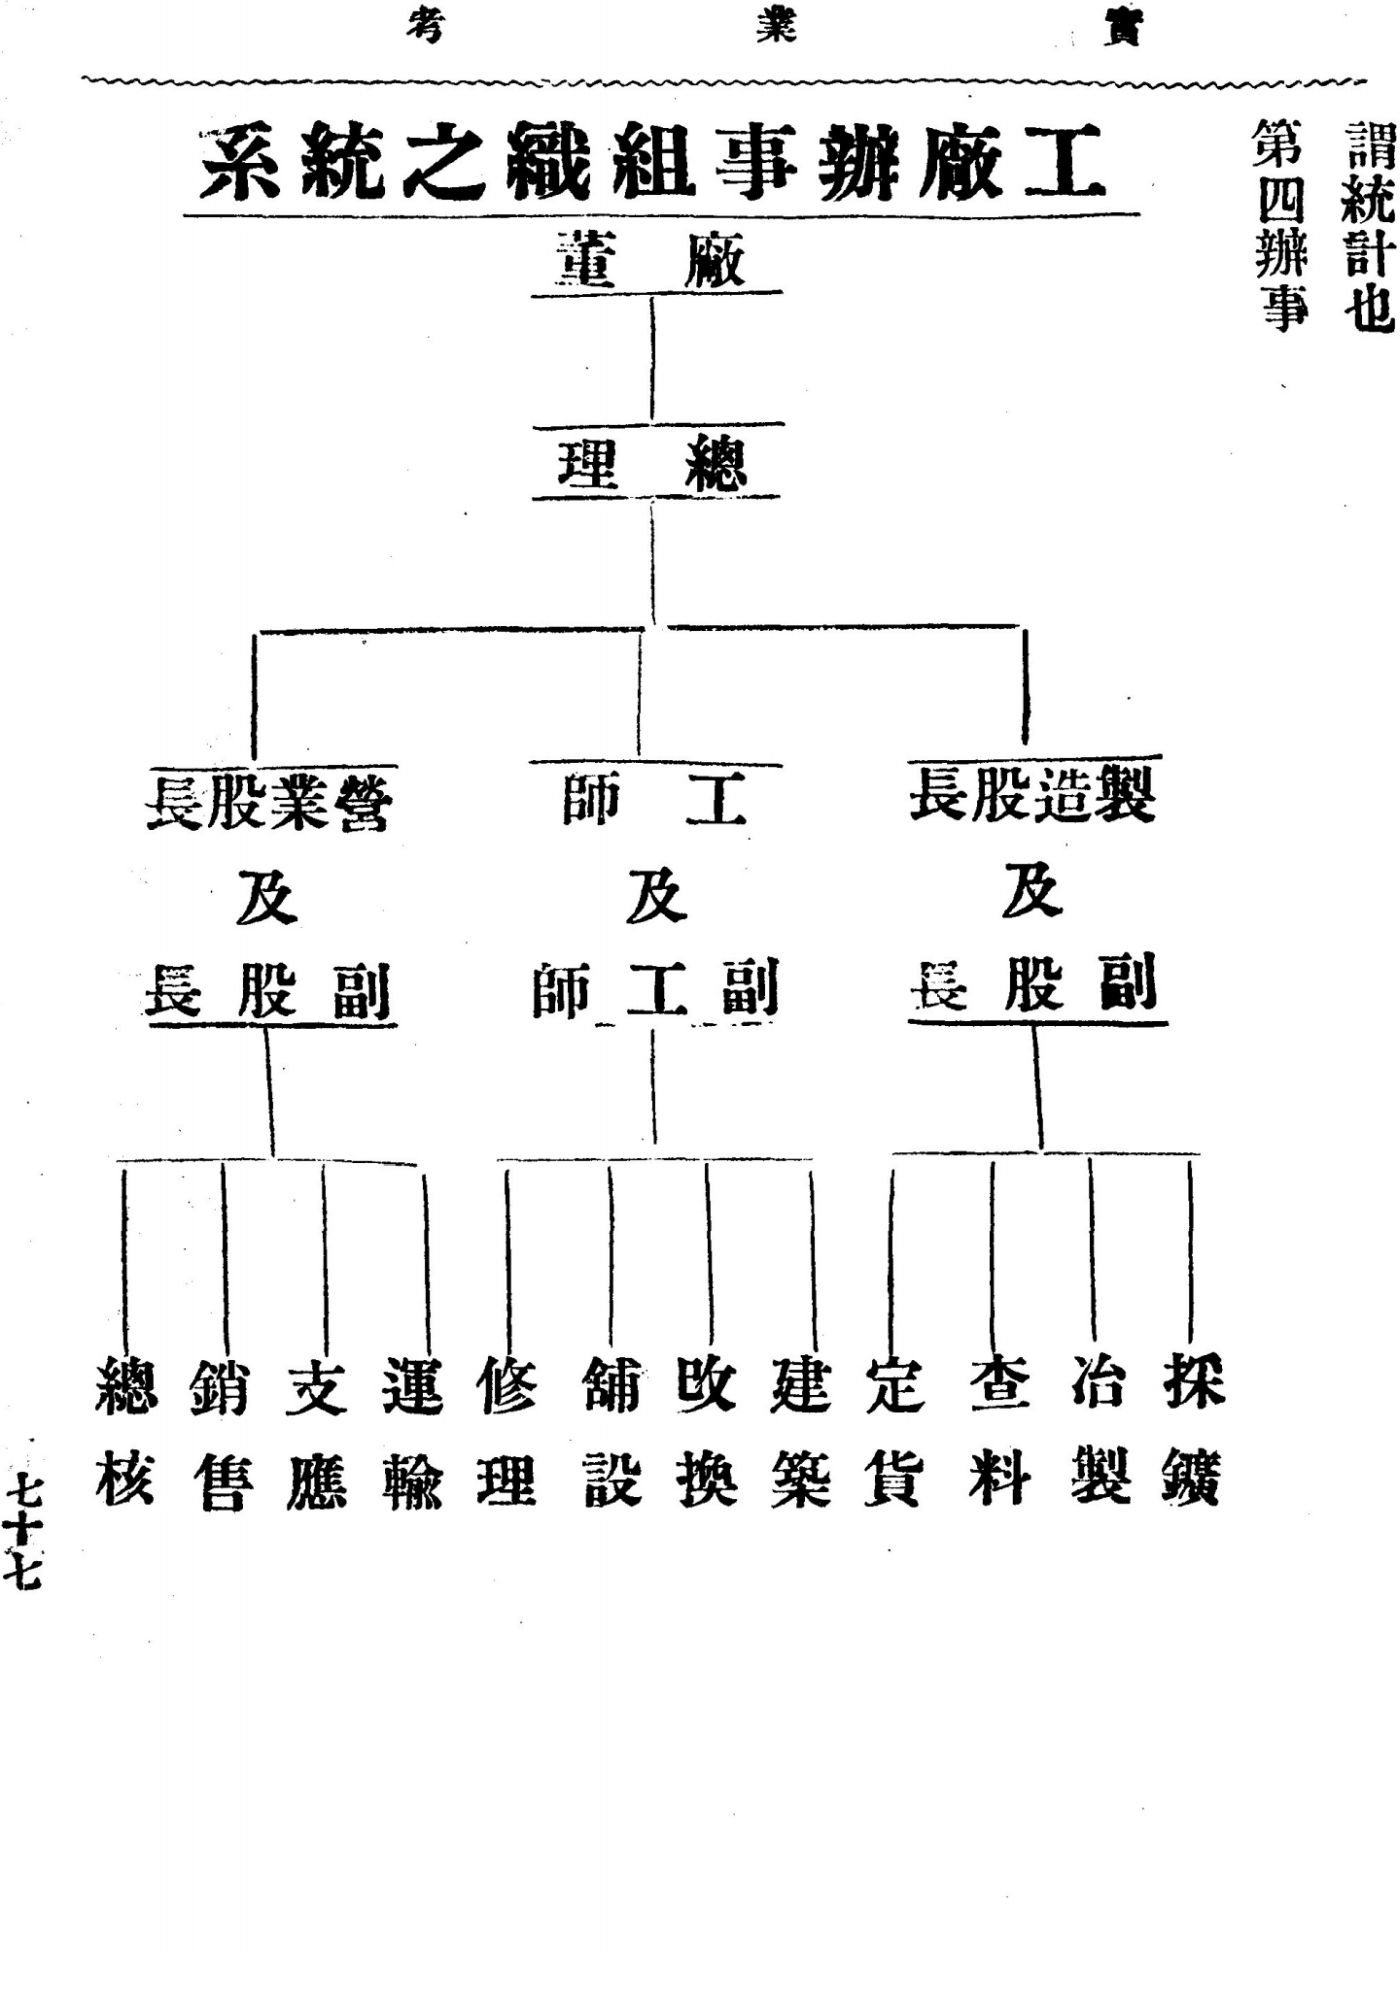 實業考
謂統計也
第四辦事
工廠辦事組織之統系
廠董
總理
製造股長
及
副股長
工師
及
副工師
營業股長
及
副股長
採鑛
冶製
查料
定貨
建築
改換
舖設
修理
運輸
支應
銷售
總核
七十七